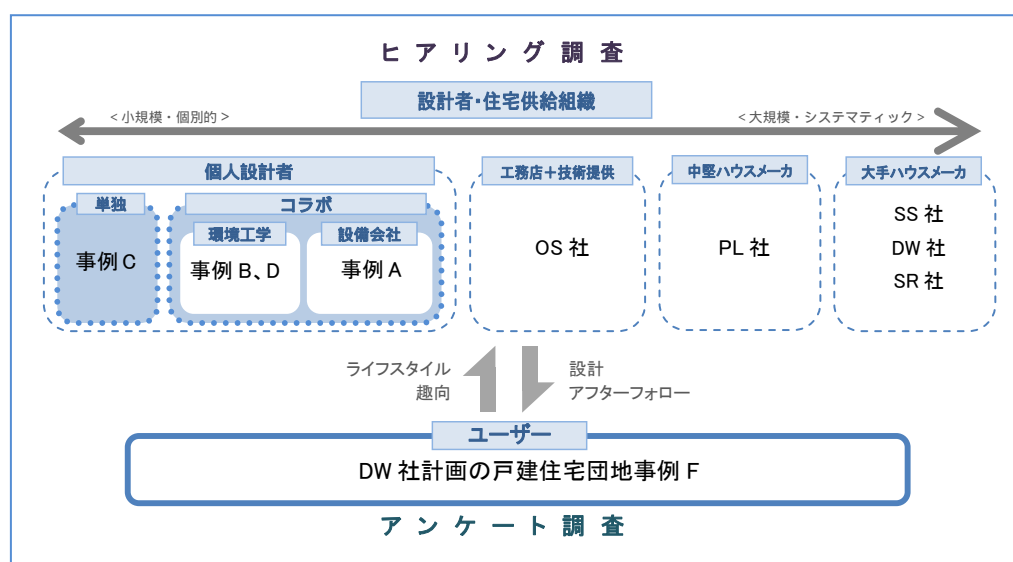 ヒアリング調査
設計者・住宅供給組織
＜小規模・個別的＞
＜大規模・システマティック＞
個人設計者
工務店＋技術提供
中堅ハウスメーカ
大手ハウスメーカ
単独
コラボ
環境工学
設備会社
事例 C
事例 B、D
事例 A
OS 社
PL 社
SS 社
DW 社
SR 社
ライフスタイル
趣向
設計
アフターフォロー
ユーザー
DW 社計画の戸建住宅団地事例 F
アンケート調査